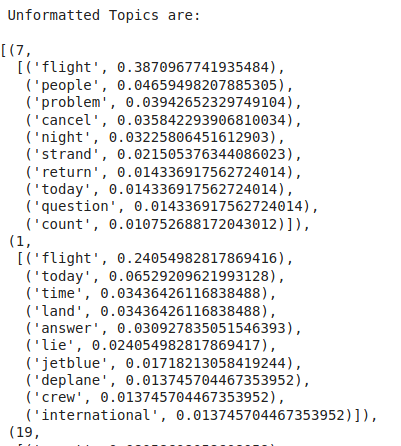 Unformatted Topics are:
[(7,
[('flight', 0.3870967741935484),
('people', 0.04659498207885305),
('problem', 0.03942652329749104),
('cancel', 0.035842293906810034),
('night', 0.03225806451612903),
('strand', 0.021505376344086023),
('return', 0.014336917562724014),
('today', 0.014336917562724014),
('question', 0.014336917562724014),
('count', 0.010752688172043012)]),
(1,
[('flight', 0.24054982817869416),
('today', 0.06529209621993128),
('time', 0.03436426116838488),
('land', 0.03436426116838488),
('answer', 0.030927835051546393),
('lie', 0.024054982817869417),
('jetblue', 0.01718213058419244),
('deplane', 0.013745704467353952),
('crew', 0.013745704467353952),
('international', 0.013745704467353952)]),
(19,